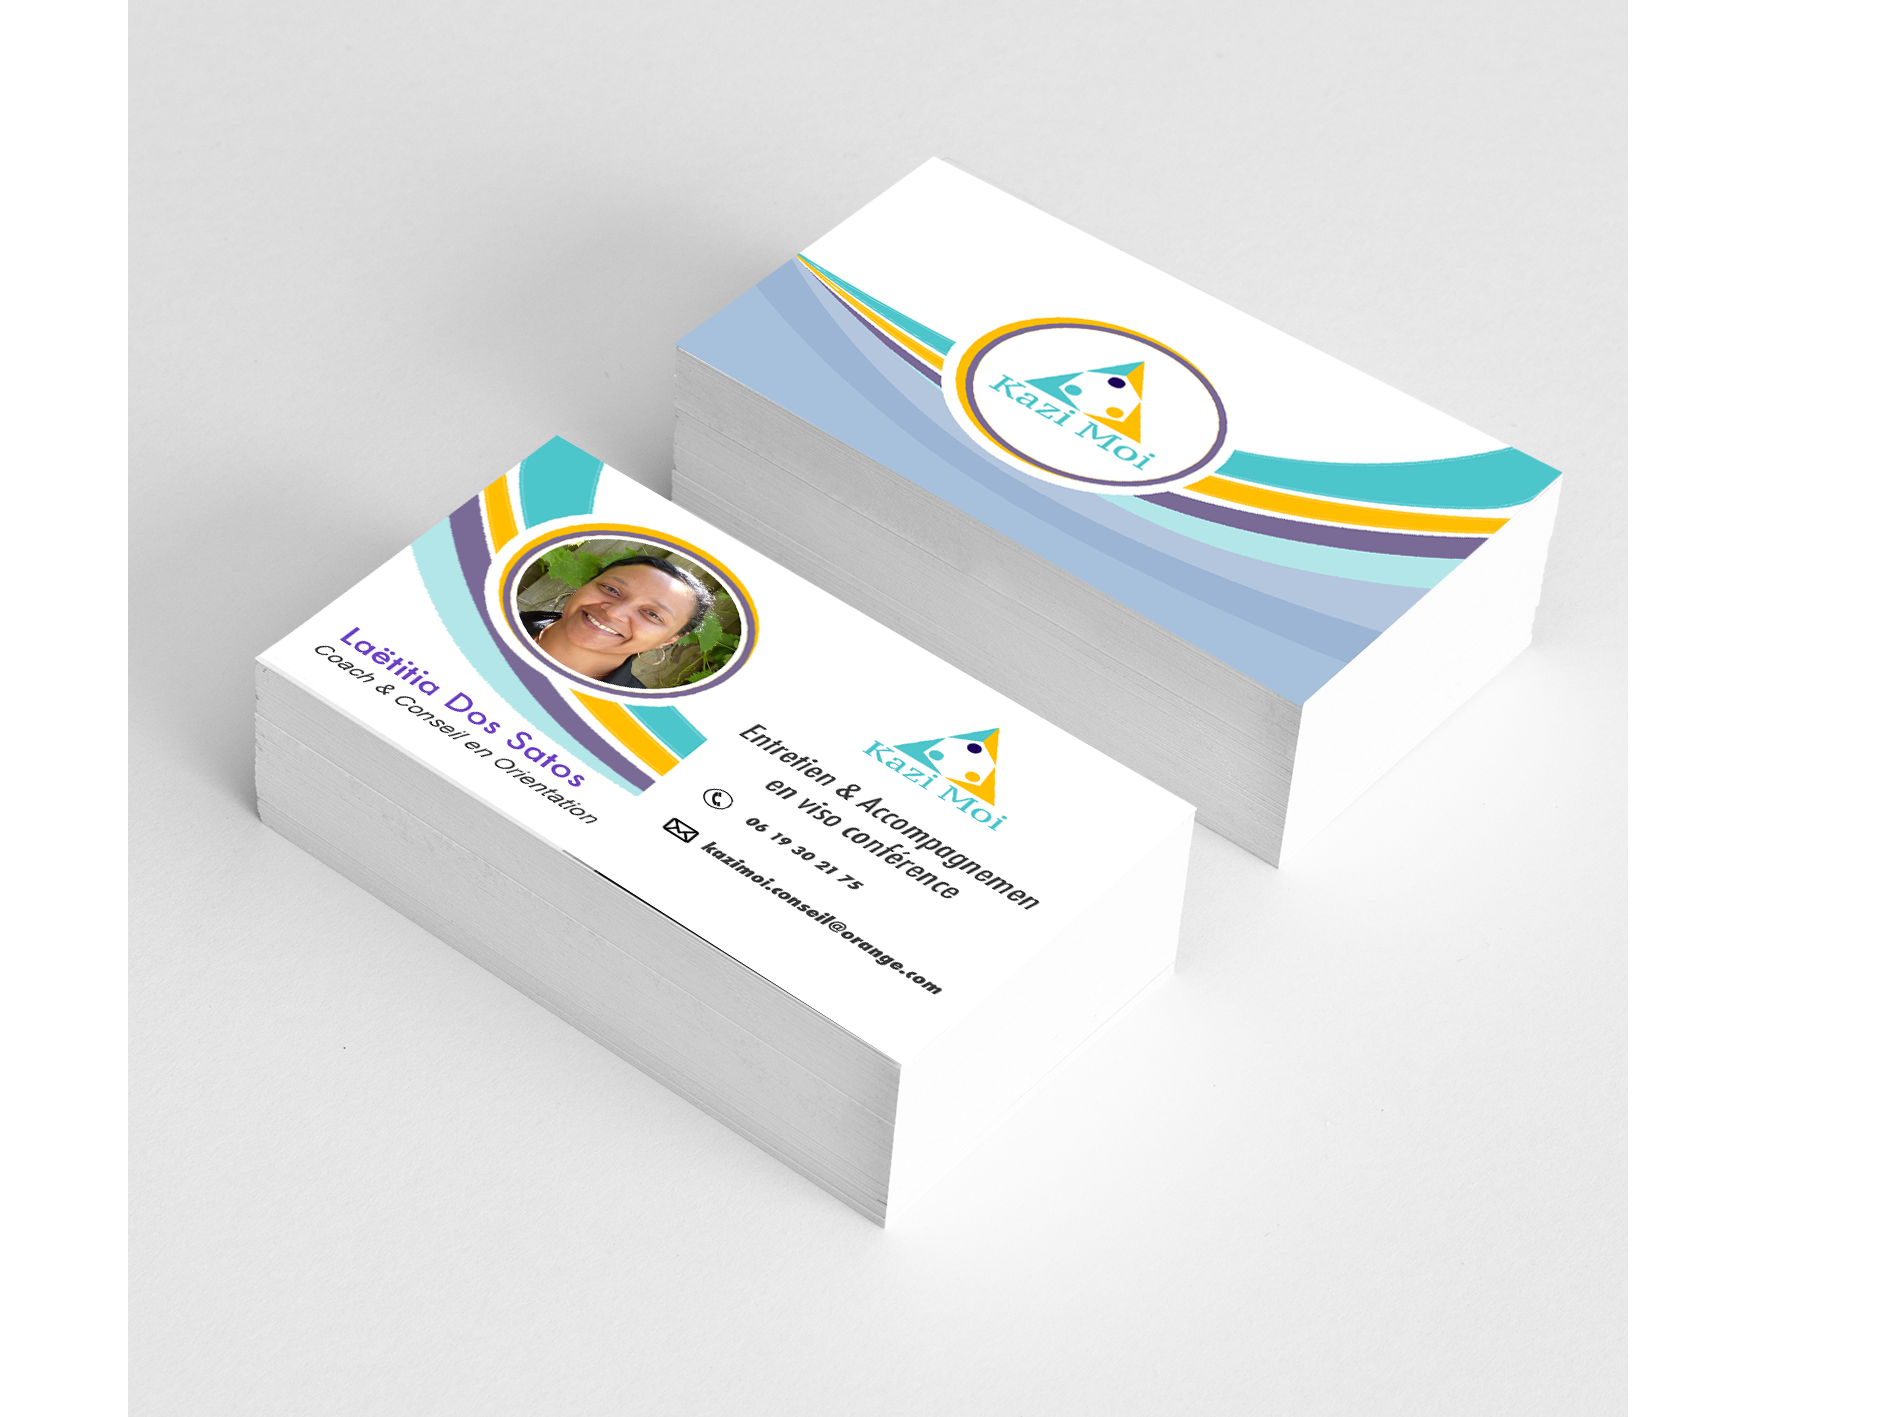 Kazi Moi
Laëtitia Dos Satos
Coach & Conseil en Orientation
Kazi Moi
Entretien & Accompagnemen
en viso conférence
06 19 30 21 75
kazimoi.conseil@orange.com